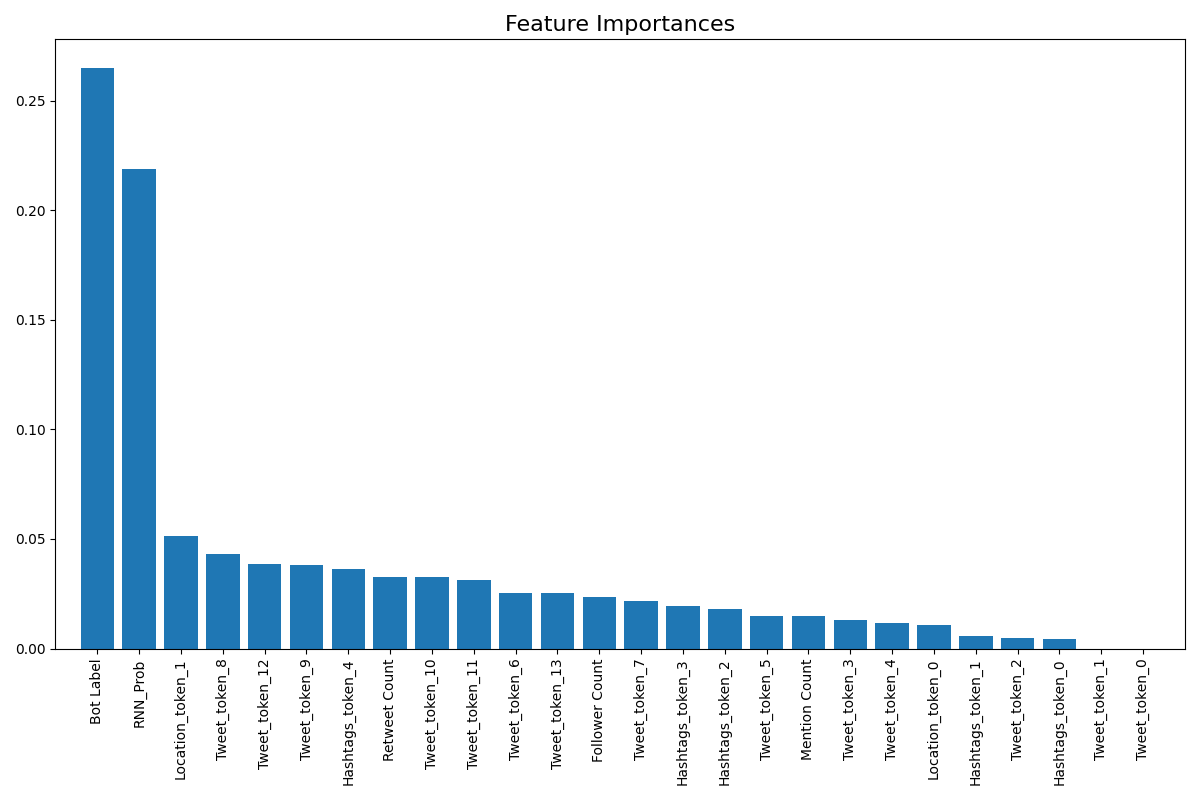 Feature Importances
0.25
0.20
0.15
0.10
0.05
0.00
Bot Label
RNN_Prob
Location_token_1
Tweet_token_8
Tweet_token_12
Tweet_token_9
Hashtags_token_4
Retweet Count
Tweet_token_10
Tweet_token_11
Tweet_token_6
Tweet_token_13
Follower Count
Tweet_token_7
Hashtags_token_3
Hashtags_token_2
Tweet_token_5
Mention Count
Tweet_token_3
Tweet_token_4
Location_token_0
Hashtags_token_1
Tweet_token_2
Hashtags_token_0
Tweet_token_1
Tweet_token_0